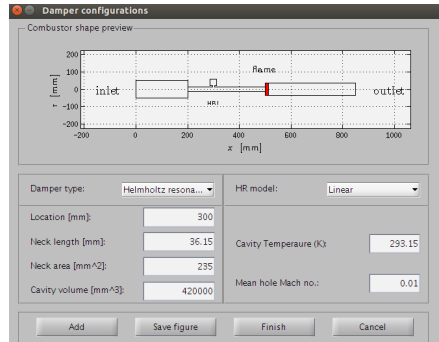 Damper configurations
Combustor shape preview
200
100
0
-100
-200
r [mm]
inlet
flame
HR1
outlet
-200 0 200 400 600 800 1000
x [mm]
Damper type: Helmholtz resona...
HR model: Linear
Location [mm]: 300
Neck length [mm]: 36.15
Cavity Temperaure (K): 293.15
Neck area [mm^2]: 235
Mean hole Mach no.: 0.01
Cavity volume [mm^3]: 420000
Add Save figure Finish Cancel